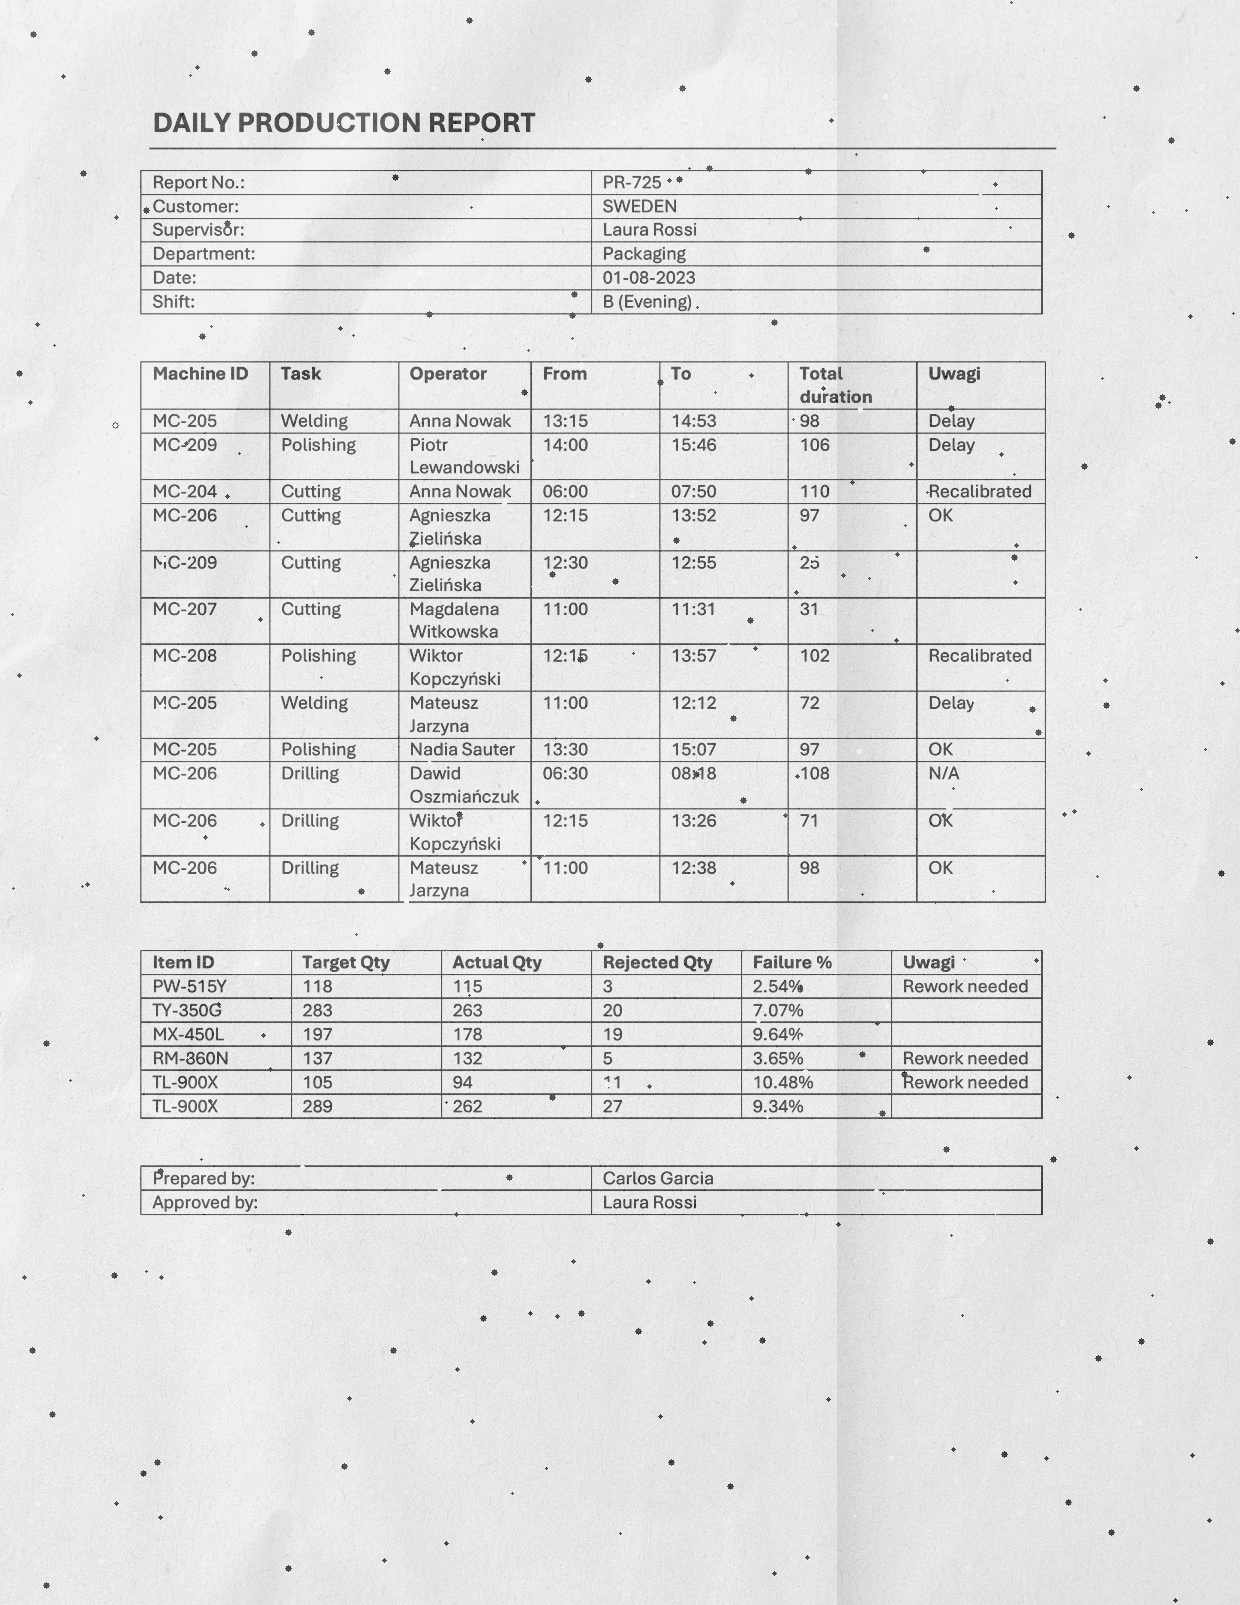 DAILY PRODUCTION REPORT
Report No.: PR-725
Customer: SWEDEN
Supervisor: Laura Rossi
Department: Packaging
Date: 01-08-2023
Shift: B (Evening)
Machine ID Task Operator From To Total duration Uwagi
MC-205 Welding Anna Nowak 13:15 14:53 98 Delay
MC-209 Polishing Piotr Lewandowski 14:00 15:46 106 Delay
MC-204 Cutting Anna Nowak 06:00 07:50 110 Recalibrated
MC-206 Cutting Agnieszka Zielińska 12:15 13:52 97 OK
MC-209 Cutting Agnieszka Zielińska 12:30 12:55 25
MC-207 Cutting Magdalena Witkowska 11:00 11:31 31
MC-208 Polishing Wiktor Kopczyński 12:15 13:57 102 Recalibrated
MC-205 Welding Mateusz Jarzyna 11:00 12:12 72 Delay
MC-205 Polishing Nadia Sauter 13:30 15:07 97 OK
MC-206 Drilling Dawid Oszmiańczuk 06:30 08:18 108 N/A
MC-206 Drilling Wiktor Kopczyński 12:15 13:26 71 OK
MC-206 Drilling Mateusz Jarzyna 11:00 12:38 98 OK
Item ID Target Qty Actual Qty Rejected Qty Failure % Uwagi
PW-515Y 118 115 3 2.54% Rework needed
TY-350G 283 263 20 7.07%
MX-450L 197 178 19 9.64%
RM-860N 137 132 5 3.65% Rework needed
TL-900X 105 94 11 10.48% Rework needed
TL-900X 289 262 27 9.34%
Prepared by: Carlos Garcia
Approved by: Laura Rossi